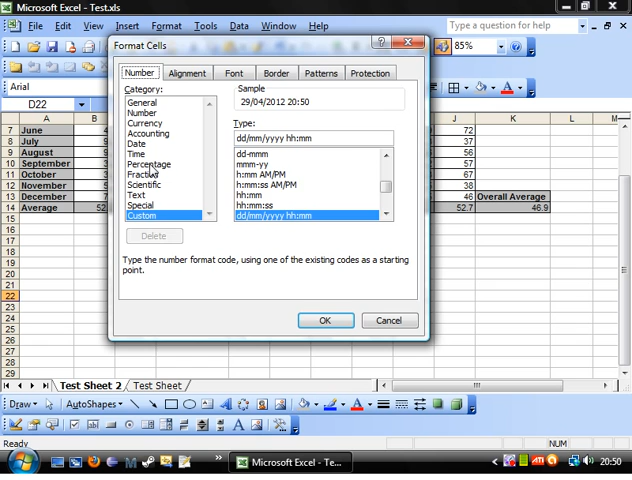 Microsoft Excel - Test.xls
File Edit View Insert Format Tools Data Window Help
Type a question for help
85%
Arial
D22
A B J K L M
7 June 72
8 July 37
9 August 56
10 September 57
11 October 67
12 November 38
13 December 46 Overall Average
14 Average 52. 52.7 46.9
15
16
17
18
19
20
21
22
23
24
25
26
27
28
29
Format Cells
Number Alignment Font Border Patterns Protection
Category:
General
Number
Currency
Accounting
Date
Time
Percentage
Fraction
Scientific
Text
Special
Custom
Sample
29/04/2012 20:50
Type:
dd/mm/yyyy hh:mm
dd-mmm
mmm-yy
h:mm AM/PM
h:mm:ss AM/PM
hh:mm
hh:mm:ss
dd/mm/yyyy hh:mm
Delete
Type the number format code, using one of the existing codes as a starting
point.
OK Cancel
Test Sheet 2 Test Sheet
Draw AutoShapes
Ready NUM
Microsoft Excel - Te... 20:50